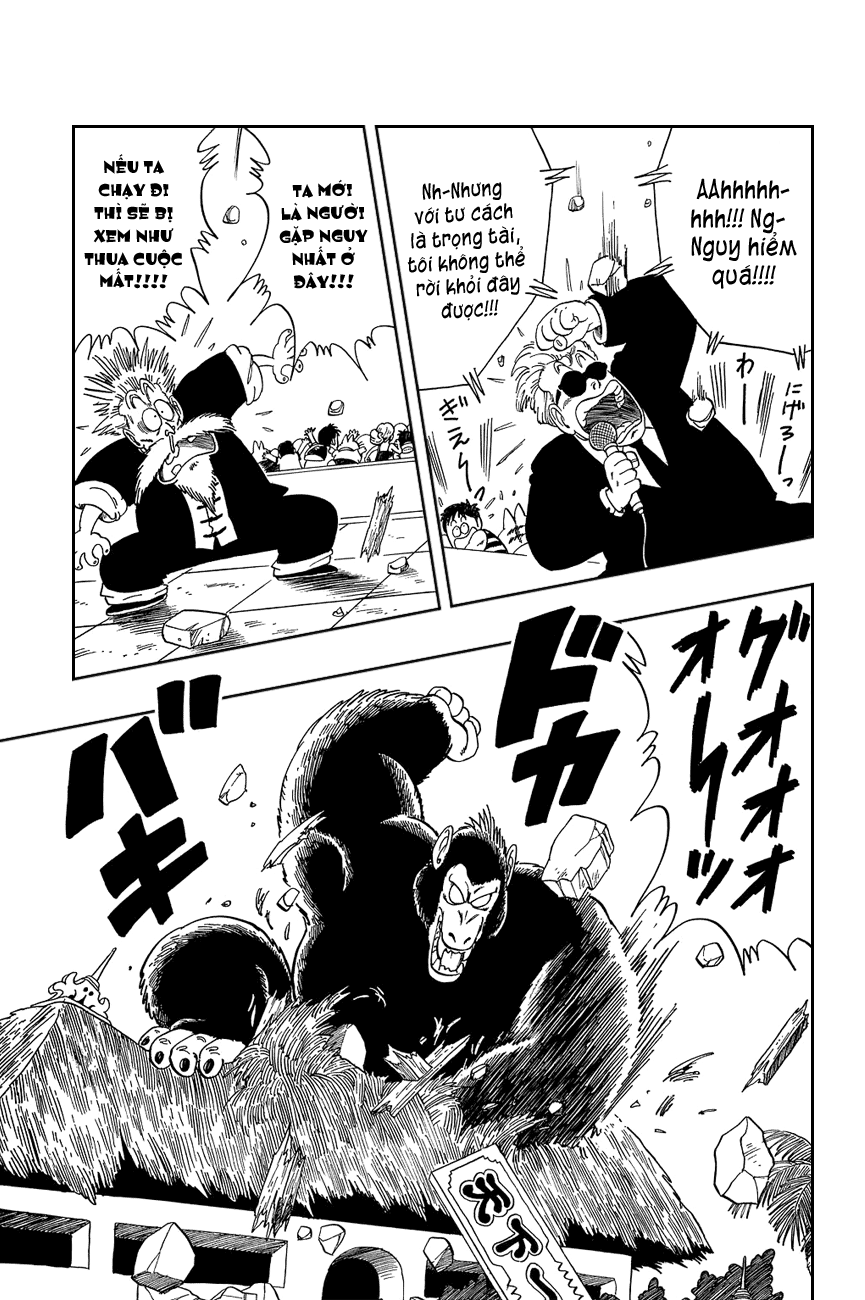 AAhhhhh-
hhh!!! Ng-
Nguy hiểm
quá!!!!
Nh-Nhưng
với tư cách
là trọng tài,
tôi không thể
rời khỏi đây
được!!!
にげろーっ
わー
ぎえーっ
TA MỚI
LÀ NGƯỜI
GẶP NGUY
NHẤT Ở
ĐÂY!!!
NẾU TA
CHẠY ĐI
THÌ SẼ BỊ
XEM NHƯ
THUA CUỘC
MẤT!!!!
グオオオオ
オーッ
ドカ
バキ
天下一